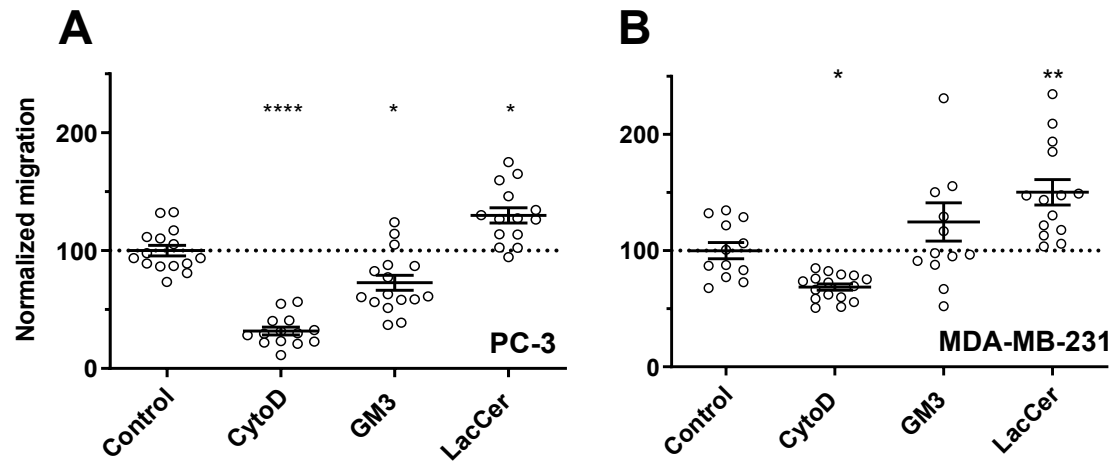 A
Normalized migration
200
100
0
****
*
*
PC-3
Control
CytoD
GM3
LacCer
B
200
100
0
*
**
MDA-MB-231
Control
CytoD
GM3
LacCer